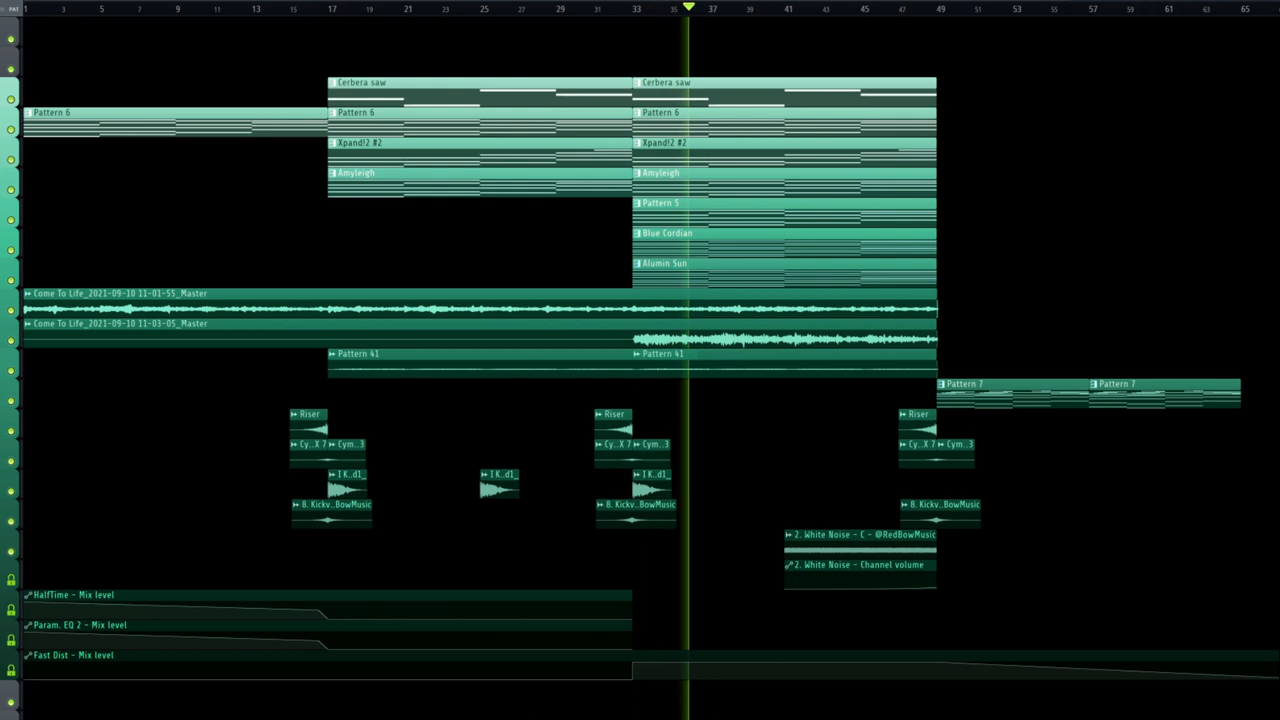 PAT 1 3 5 7 9 11 13 15 17 19 21 23 25 27 29 31 33 35 37 39 41 43 45 47 49 51 53 55 57 59 61 63 65
Cerbera saw Cerbera saw
Pattern 6 Pattern 6 Pattern 6
Xpand!2 #2 Xpand!2 #2
Amyleigh Amyleigh
Pattern 5
Blue Cordian
Alumin Sun
Come To Life_2021-09-10 11-01-55_Master
Come To Life_2021-09-10 11-03-05_Master
Pattern 41 Pattern 41
Pattern 7 Pattern 7
Riser Riser Riser
Cy..X 7 Cym..3 Cy..X 7 Cym..3 Cy..X 7 Cym..3
I K..d1_ I K..d1_ I K..d1_
8. Kickv..BowMusic 8. Kickv..BowMusic 8. Kickv..BowMusic
2. White Noise - C - @RedBowMusic
2. White Noise - Channel volume
HalfTime - Mix level
Param. EQ 2 - Mix level
Fast Dist - Mix level